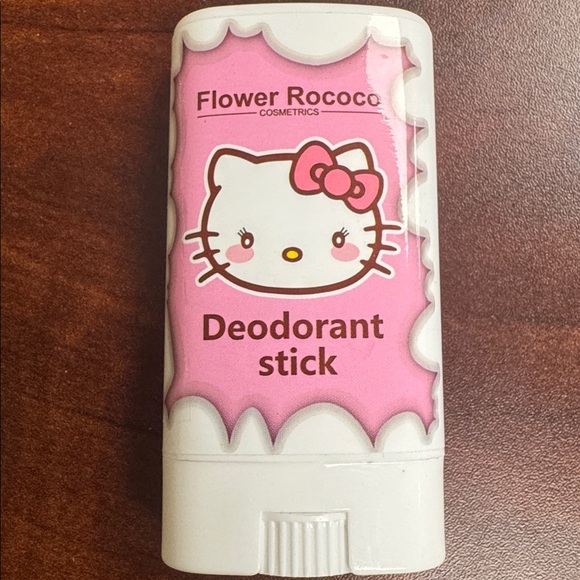 Flower Rococo
COSMETRICS
Deodorant
stick